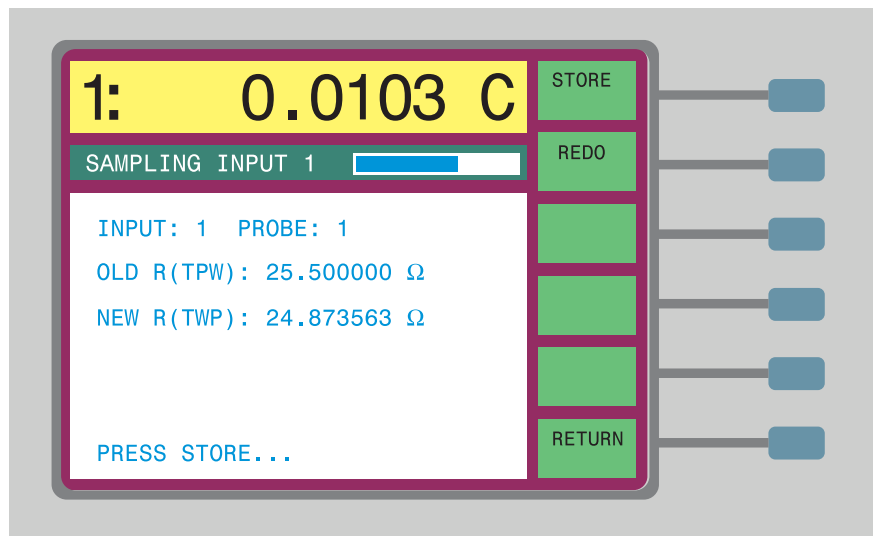 1: 0.0103 C
STORE
SAMPLING INPUT 1
REDO
INPUT: 1 PROBE: 1
OLD R(TPW): 25.500000 Ω
NEW R(TWP): 24.873563 Ω
PRESS STORE...
RETURN